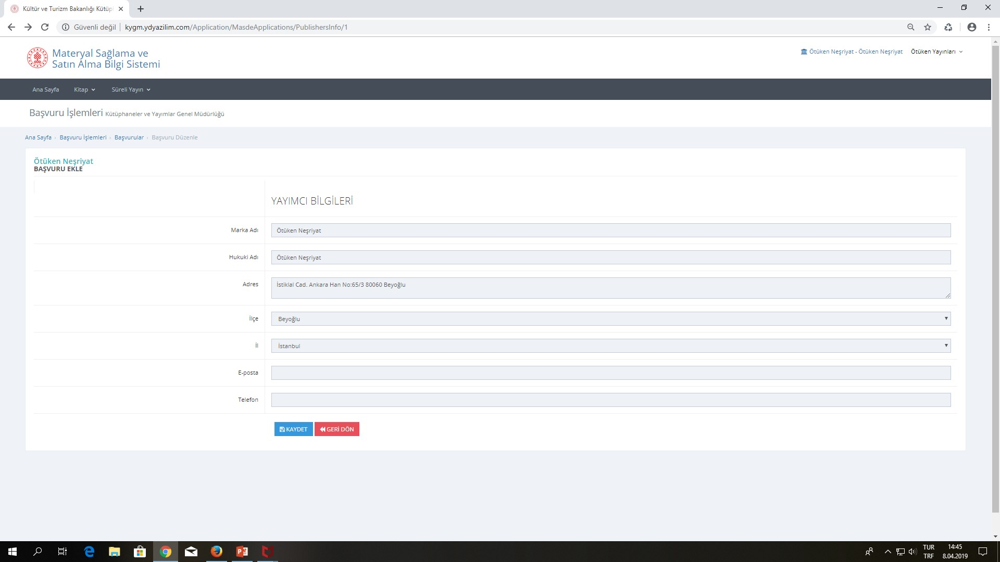 Kültür ve Turizm Bakanlığı Kütüp
Güvenli değil
kygm.ydyazilim.com/Application/MasdeApplications/PublishersInfo/1
Materyal Sağlama ve
Satın Alma Bilgi Sistemi
Ötüken Neşriyat - Ötüken Neşriyat
Ötüken Yayınları
Ana Sayfa Kitap Süreli Yayın
Başvuru İşlemleri Kütüphaneler ve Yayımlar Genel Müdürlüğü
Ana Sayfa › Başvuru İşlemleri › Başvurular › Başvuru Düzenle
Ötüken Neşriyat
BAŞVURU EKLE
YAYIMCI BİLGİLERİ
Marka Adı Ötüken Neşriyat
Hukuki Adı Ötüken Neşriyat
Adres İstiklal Cad. Ankara Han No:65/3 80060 Beyoğlu
İlçe Beyoğlu
İl İstanbul
E-posta
Telefon
KAYDET GERİ DÖN
TUR 14:45
TRF 8.04.2019